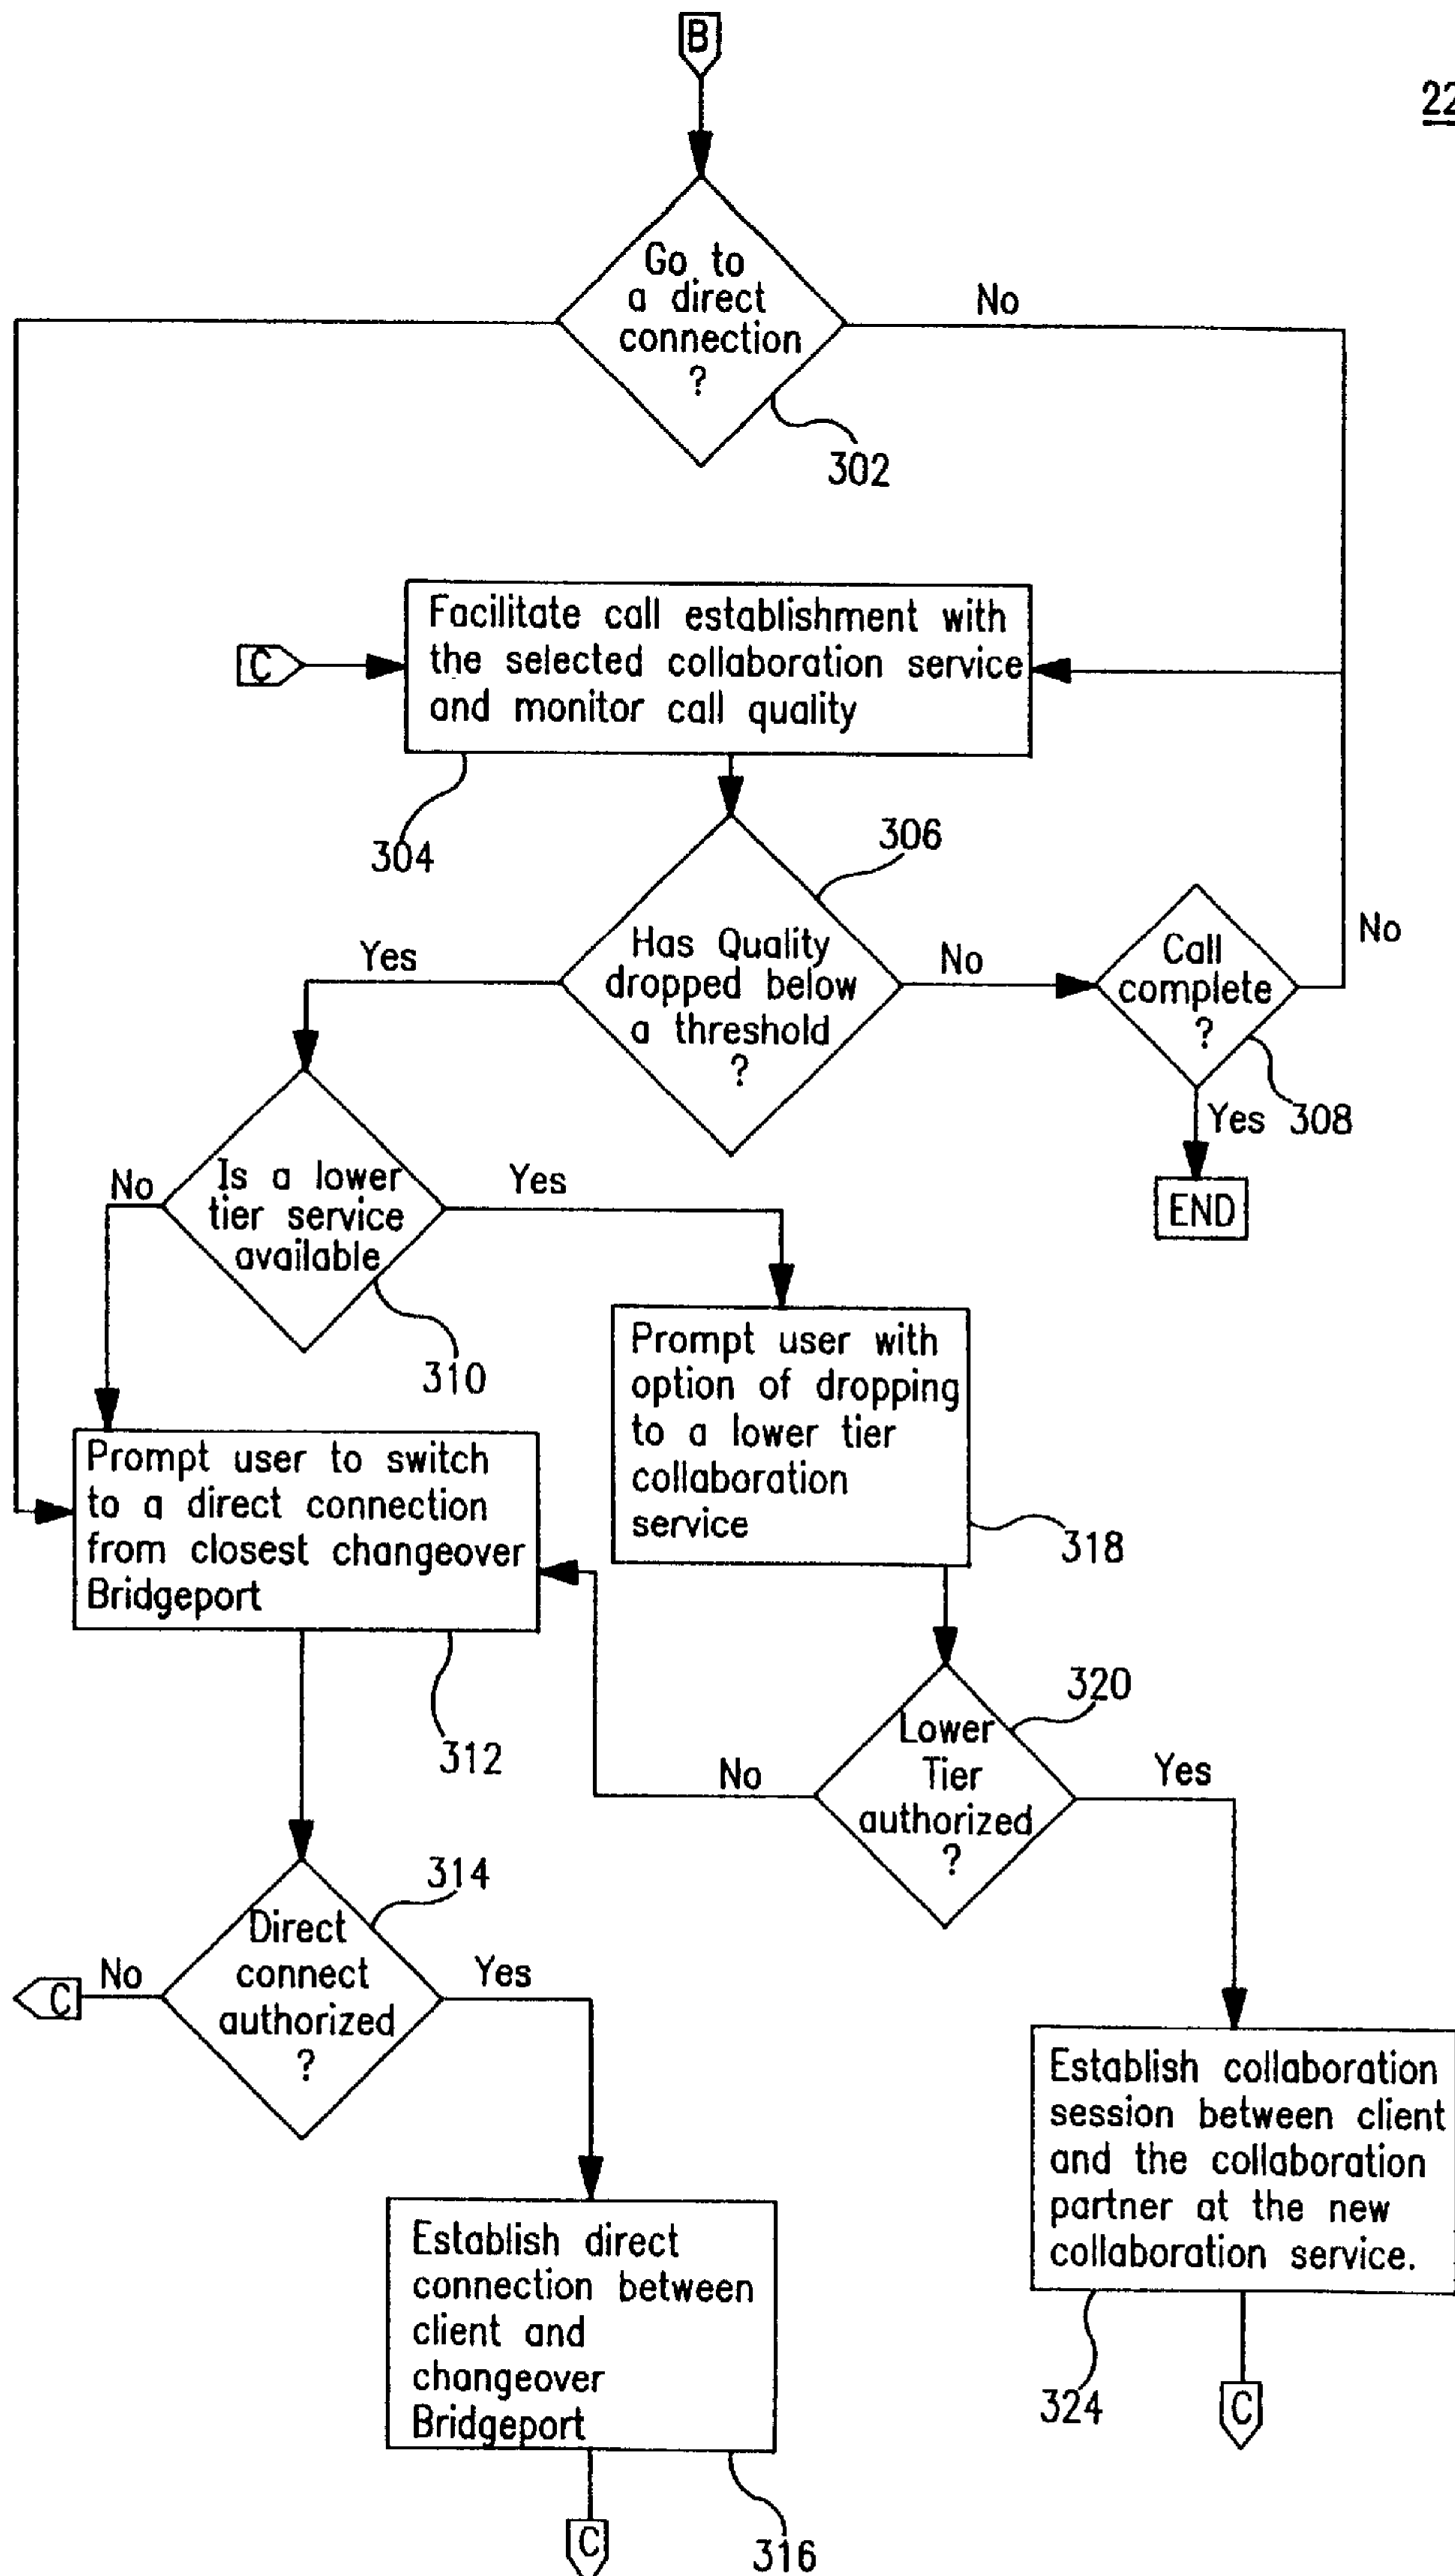 B
22
Go to
a direct
connection
?
No
302
Facilitate call establishment with
the selected collaboration service
and monitor call quality
C
304
306
Has Quality
dropped below
a threshold
?
Yes
No
Call
complete
?
No
Yes
308
END
Is a lower
tier service
available
No
Yes
310
Prompt user with
option of dropping
to a lower tier
collaboration
service
318
Prompt user to switch
to a direct connection
from closest changeover
Bridgeport
312
320
Lower
Tier
authorized
?
No
Yes
314
Direct
connect
authorized
?
No
C
Yes
Establish collaboration
session between client
and the collaboration
partner at the new
collaboration service.
324
C
Establish direct
connection between
client and
changeover
Bridgeport
316
C